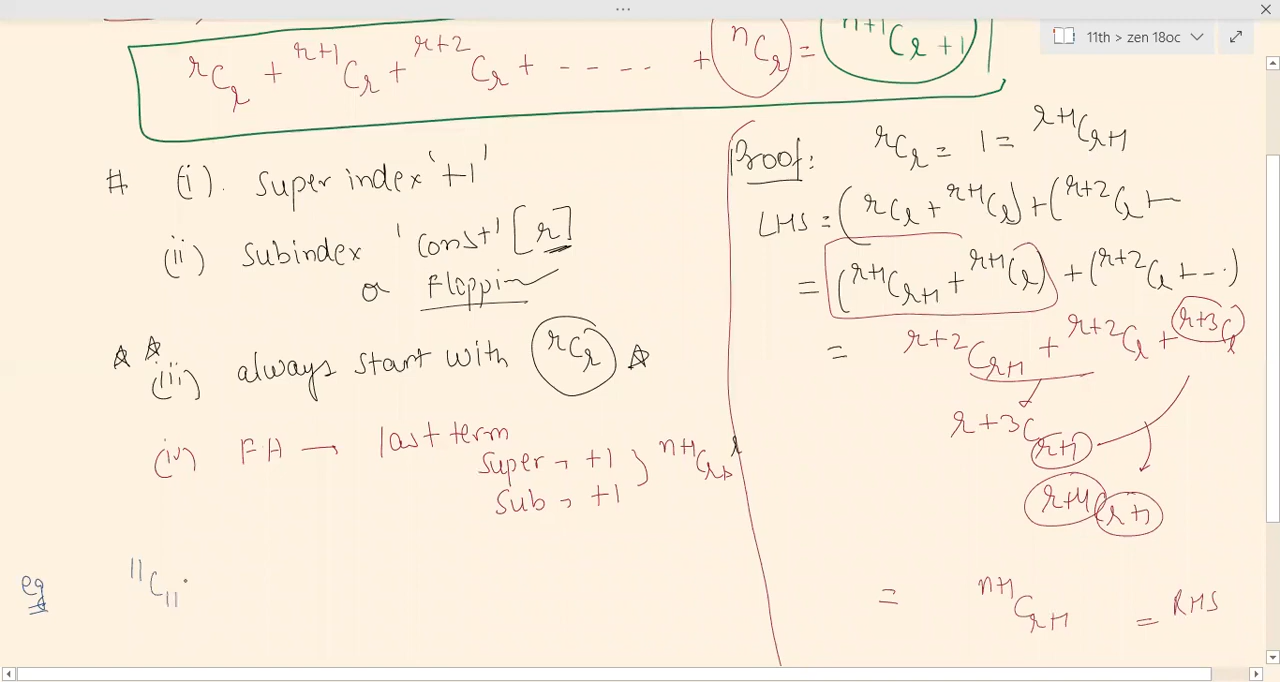 ...
11th > zen 18oc
ʳCᵣ + ʳ⁺¹Cᵣ + ʳ⁺²Cᵣ + - - - - - + ⁿCᵣ = ⁿ⁺¹Cᵣ₊₁
# (i). Super index '+1'
(ii) Subindex 'Const' [r]
or Floppin
(iii) always start with ʳCᵣ
(iv) FH → last term
Super → +1
Sub → +1 } ⁿ⁺¹Cᵣ₊₁
eg ¹¹C₁₁
Proof: ʳCᵣ = 1 = ʳ⁺¹Cᵣ₊₁
LHS = (ʳCᵣ + ʳ⁺¹Cᵣ) + (ʳ⁺²Cᵣ + -
= (ʳ⁺¹Cᵣ₊₁ + ʳ⁺¹Cᵣ) + (ʳ⁺²Cᵣ + - ..)
= ʳ⁺²Cᵣ₊₁ + ʳ⁺²Cᵣ + ʳ⁺³Cᵣ
ʳ⁺³Cᵣ₊₁
ʳ⁺⁴Cᵣ₊₁
= ⁿ⁺¹Cᵣ₊₁ = RHS